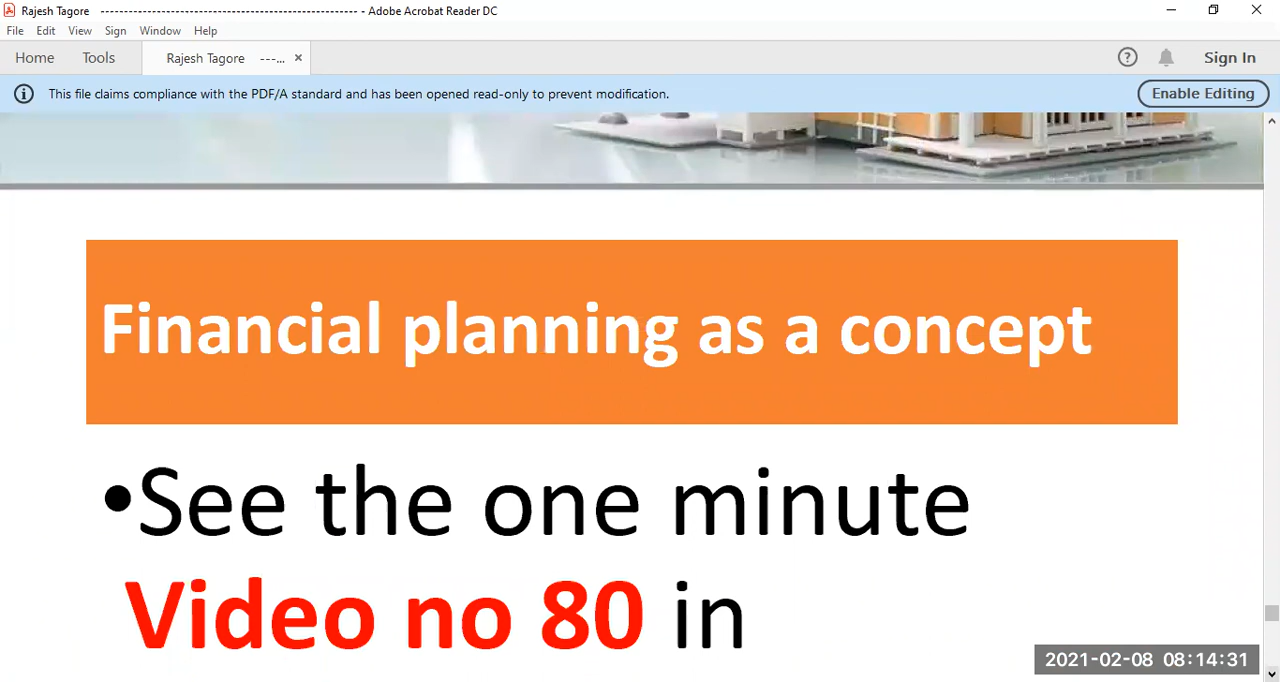 Rajesh Tagore ---------------------------------------------------- - Adobe Acrobat Reader DC
File Edit View Sign Window Help
Home Tools Rajesh Tagore ---... × ? Sign In
This file claims compliance with the PDF/A standard and has been opened read-only to prevent modification. Enable Editing
Financial planning as a concept
•See the one minute
Video no 80 in
2021-02-08 08:14:31